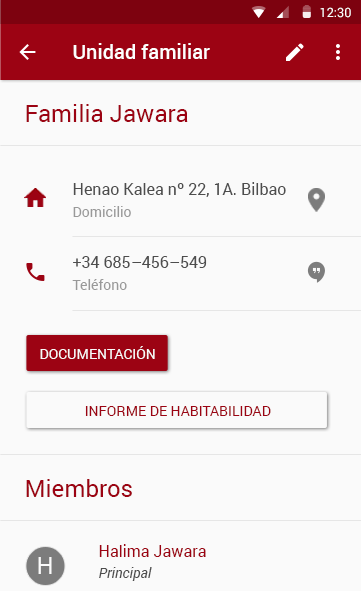 12:30
Unidad familiar
Familia Jawara
Henao Kalea nº 22, 1A. Bilbao
Domicilio
+34 685–456–549
Teléfono
DOCUMENTACIÓN
INFORME DE HABITABILIDAD
Miembros
H
Halima Jawara
Principal